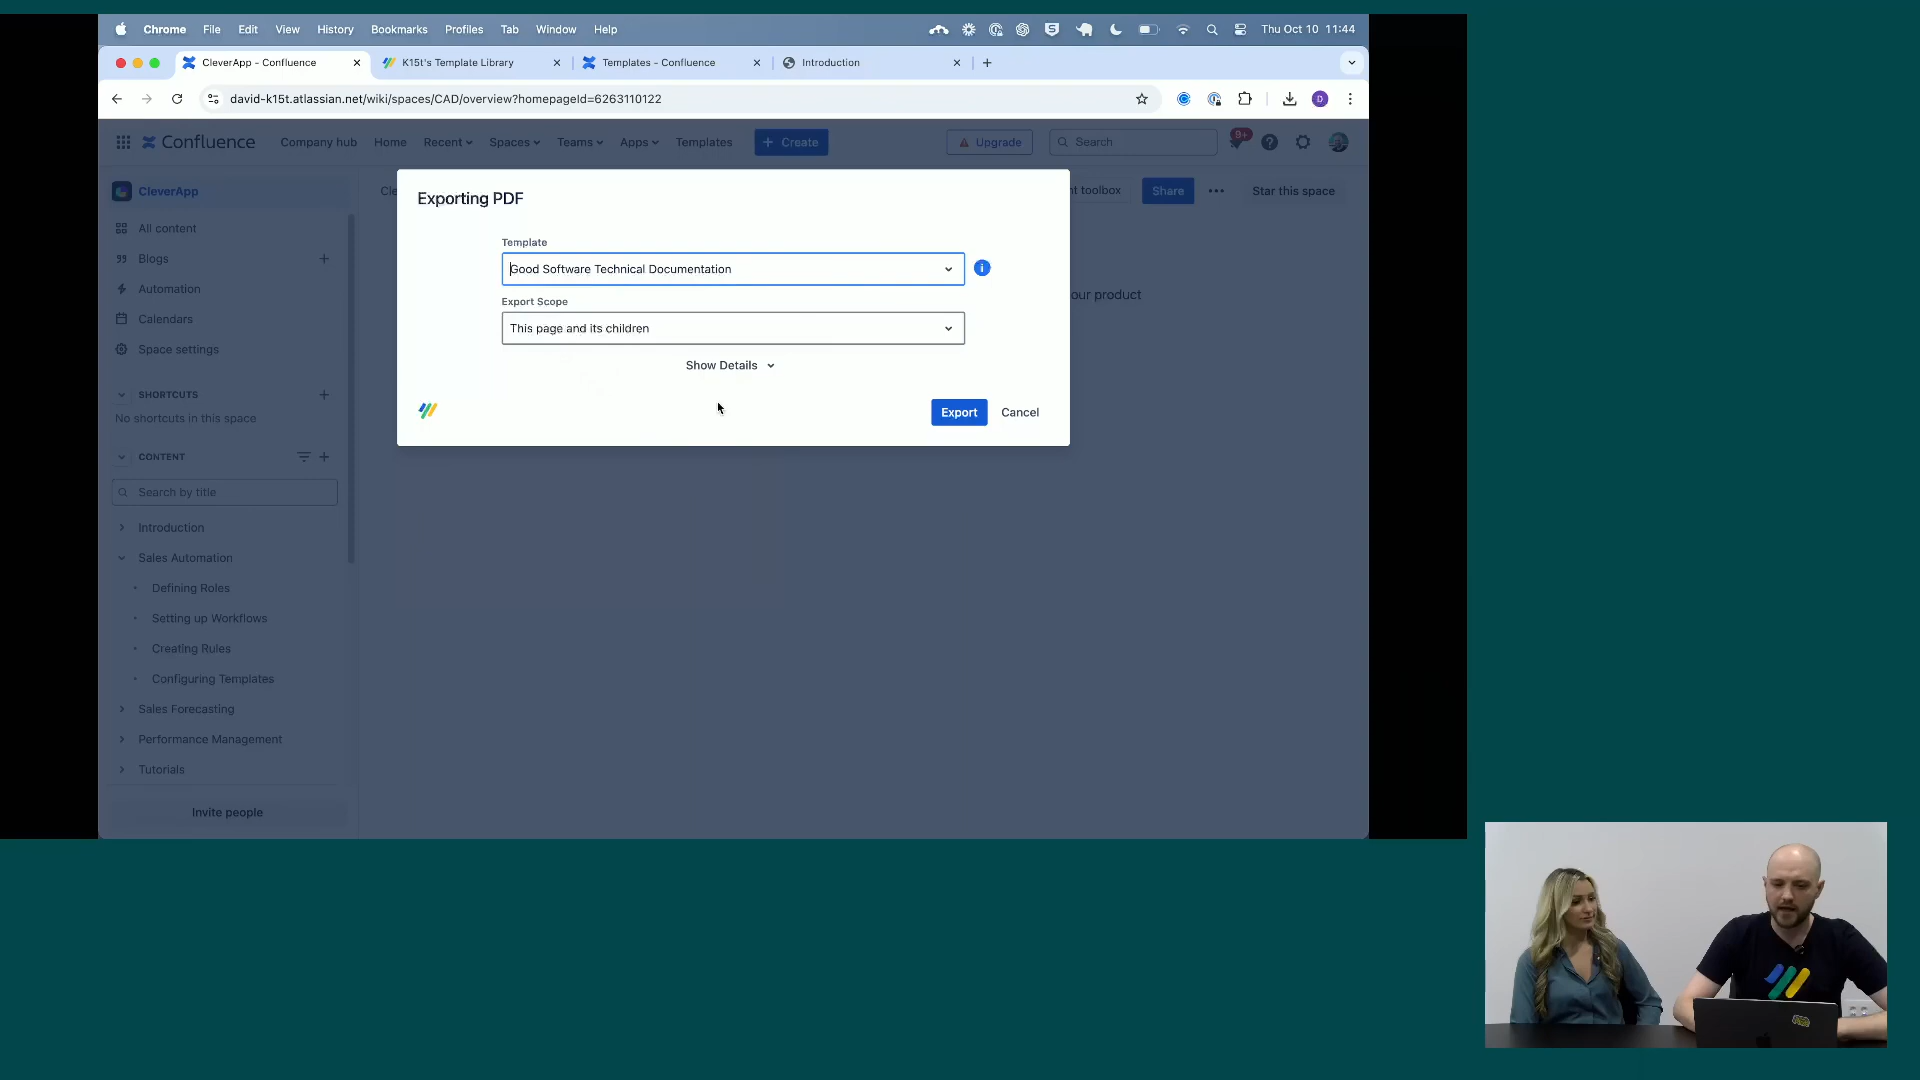 Chrome File Edit View History Bookmarks Profiles Tab Window Help Thu Oct 10 11:44
CleverApp - Confluence K15t's Template Library Templates - Confluence Introduction
david-k15t.atlassian.net/wiki/spaces/CAD/overview?homepageId=6263110122 D
Confluence Company hub Home Recent Spaces Teams Apps Templates + Create Upgrade Search 9+
CleverApp Cle nt toolbox Share Star this space
Exporting PDF
All content
Blogs
Automation
Calendars
Space settings
SHORTCUTS
No shortcuts in this space
CONTENT
Search by title
Introduction
Sales Automation
Defining Roles
Setting up Workflows
Creating Rules
Configuring Templates
Sales Forecasting
Performance Management
Tutorials
Invite people
Template
Good Software Technical Documentation
Export Scope
This page and its children
Show Details
Export Cancel
our product